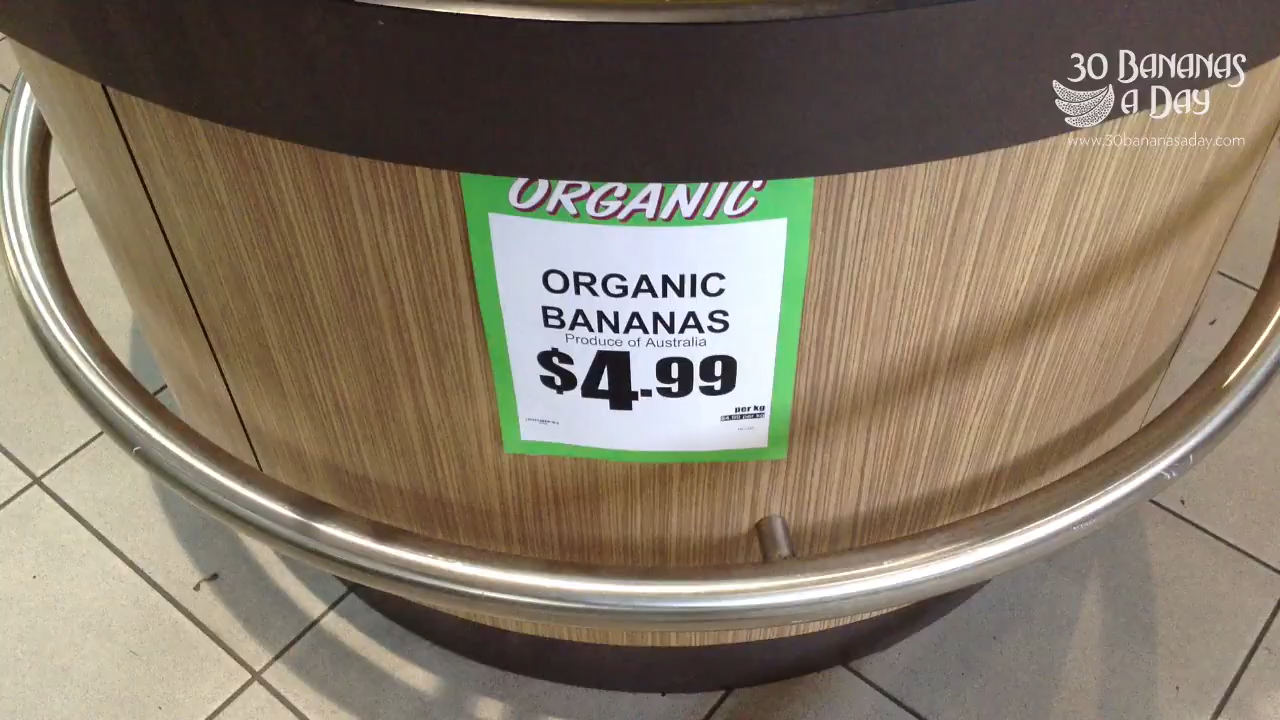 30 BANANAS
A DAY
www.30bananasaday.com
ORGANIC
ORGANIC
BANANAS
Produce of Australia
$4.99
per kg